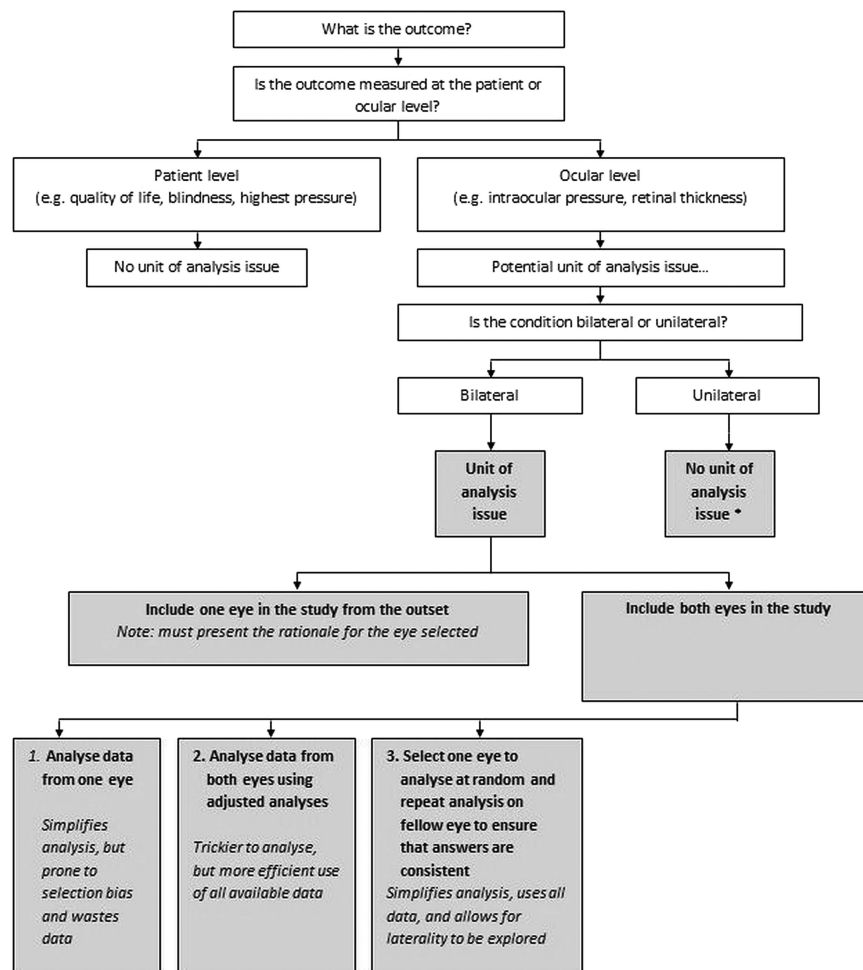 What is the outcome?
Is the outcome measured at the patient or
ocular level?
Patient level
(e.g. quality of life, blindness, highest pressure)
Ocular level
(e.g. intraocular pressure, retinal thickness)
No unit of analysis issue
Potential unit of analysis issue...
Is the condition bilateral or unilateral?
Bilateral
Unilateral
Unit of
analysis
issue
No unit of
analysis
issue *
Include one eye in the study from the outset
Note: must present the rationale for the eye selected
Include both eyes in the study
1. Analyse data
from one eye
Simplifies
analysis, but
prone to
selection bias
and wastes
data
2. Analyse data from
both eyes using
adjusted analyses
Trickier to analyse,
but more efficient use
of all available data
3. Select one eye to
analyse at random and
repeat analysis on
fellow eye to ensure
that answers are
consistent
Simplifies analysis, uses all
data, and allows for
laterality to be explored